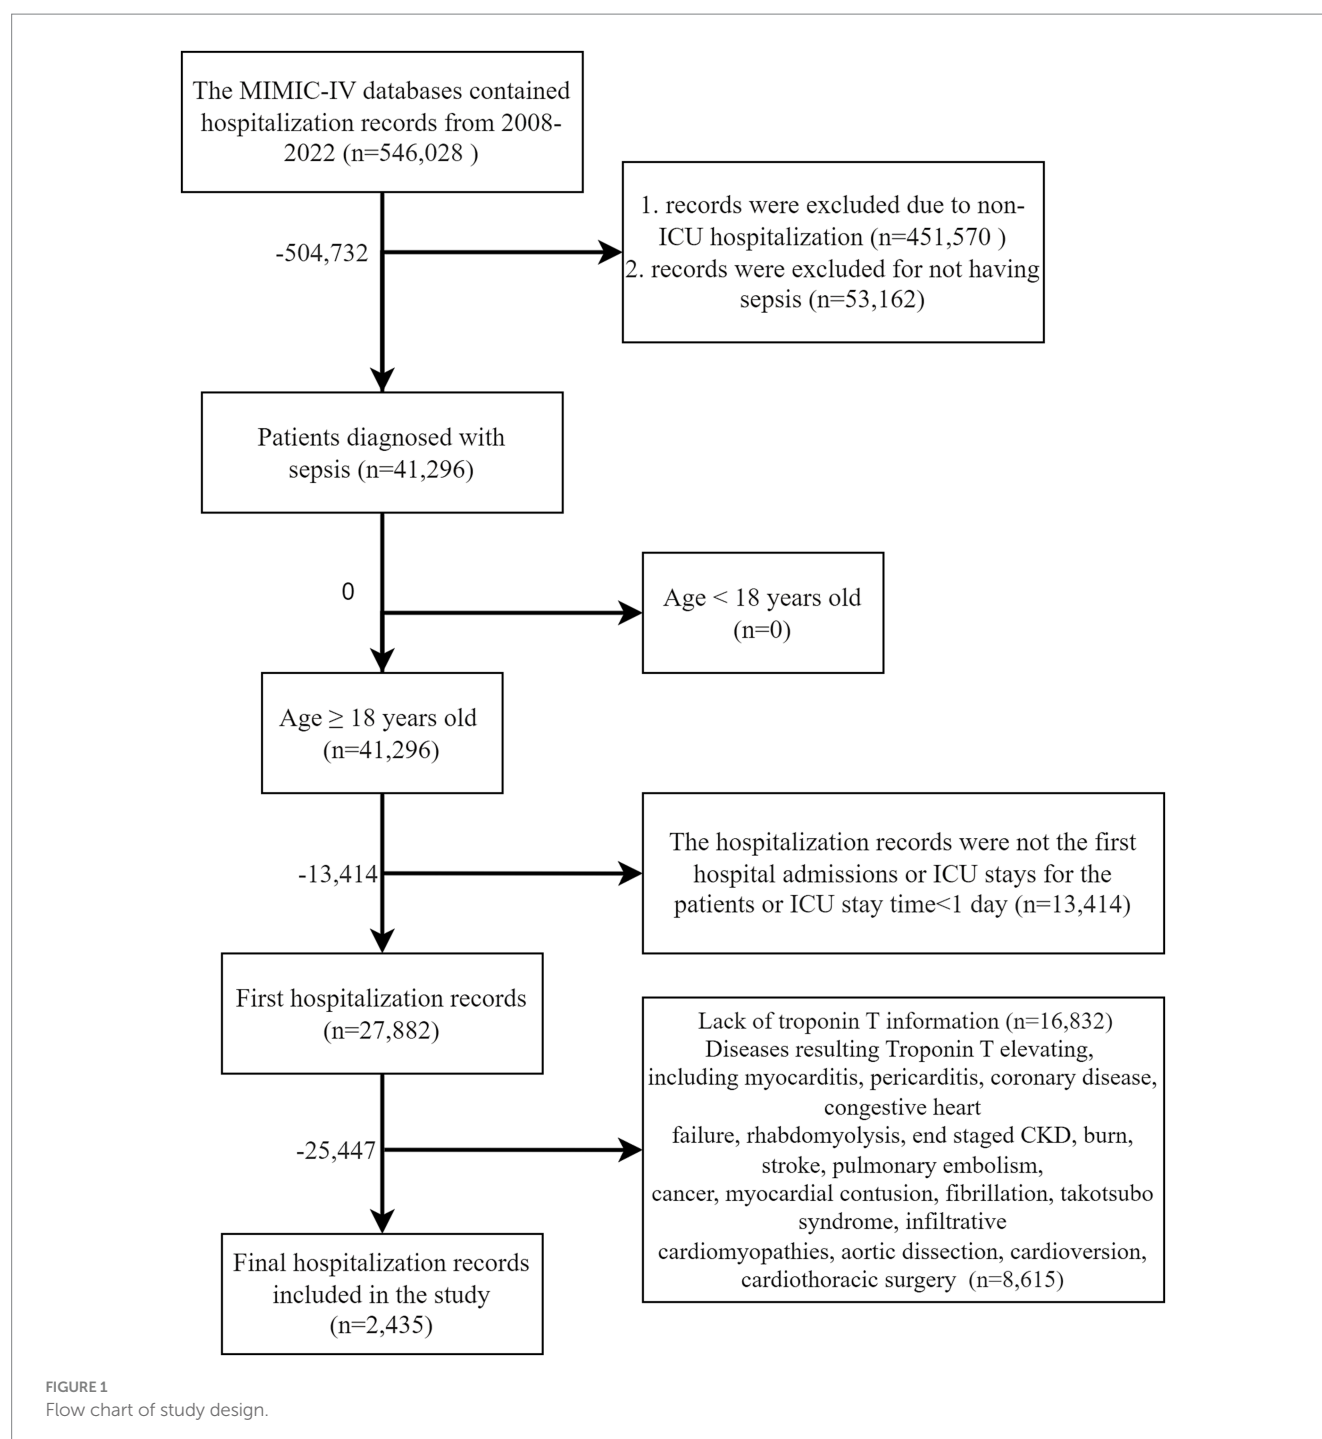 The MIMIC-IV databases contained
hospitalization records from 2008-
2022 (n=546,028 )
-504,732
1. records were excluded due to non-
ICU hospitalization (n=451,570 )
2. records were excluded for not having
sepsis (n=53,162)
Patients diagnosed with
sepsis (n=41,296)
0
Age < 18 years old
(n=0)
Age ≥ 18 years old
(n=41,296)
-13,414
The hospitalization records were not the first
hospital admissions or ICU stays for the
patients or ICU stay time<1 day (n=13,414)
First hospitalization records
(n=27,882)
-25,447
Lack of troponin T information (n=16,832)
Diseases resulting Troponin T elevating,
including myocarditis, pericarditis, coronary disease,
congestive heart
failure, rhabdomyolysis, end staged CKD, burn,
stroke, pulmonary embolism,
cancer, myocardial contusion, fibrillation, takotsubo
syndrome, infiltrative
cardiomyopathies, aortic dissection, cardioversion,
cardiothoracic surgery  (n=8,615)
Final hospitalization records
included in the study
(n=2,435)
FIGURE 1
Flow chart of study design.